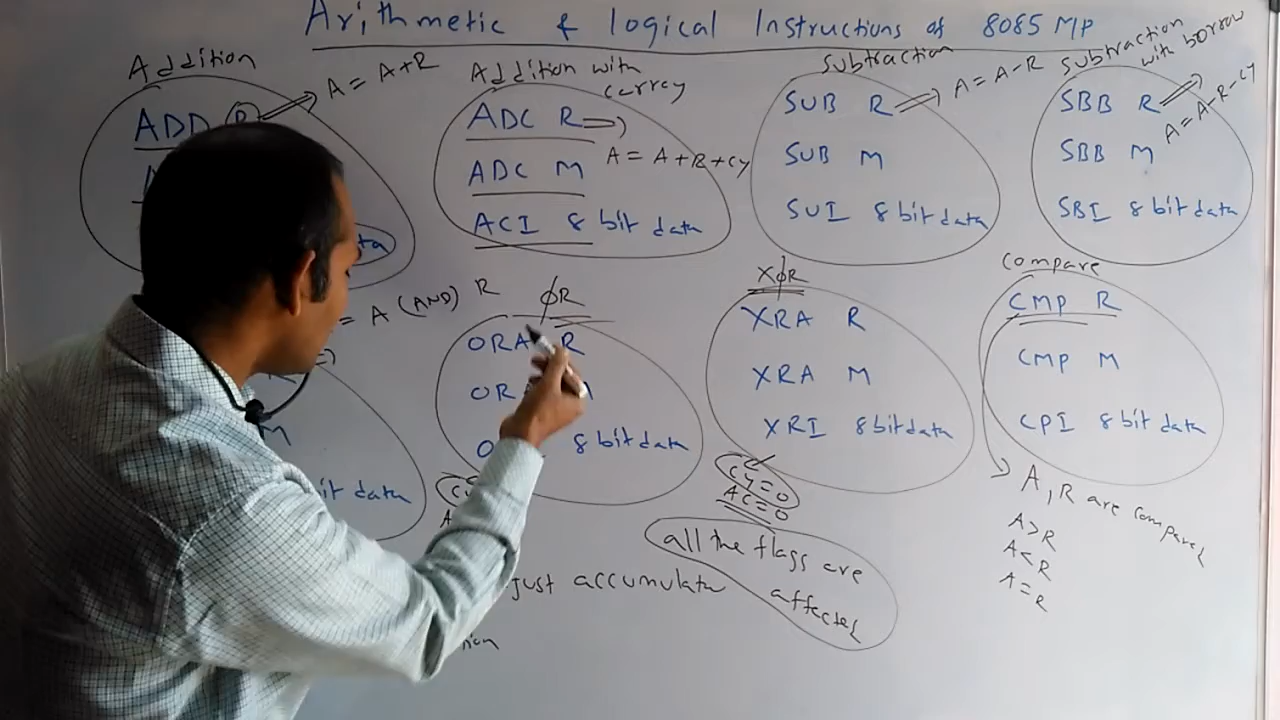 Arithmetic & logical Instructions of 8085 MP
Addition
A = A+R
ADD R
ta
Addition with
cerrcy
ADC R
A = A+R+CY
ADC M
ACI 8 bit data
Subtraction
SUB R
A = A-R
SUB M
SUI 8 bit data
Subtraction
with borrow
SBB R
A = A-R-CY
SBB M
SBI 8 bit data
= A (AND) R
M
it data
OR
ORA R
OR M
O 8 bit data
XOR
XRA R
XRA M
XRI 8 bit data
CY=0
AC=0
compare
CMP R
CMP M
CPI 8 bit data
A, R are compared
A>R
A<R
A=R
all the flags are
affected
just accumulator